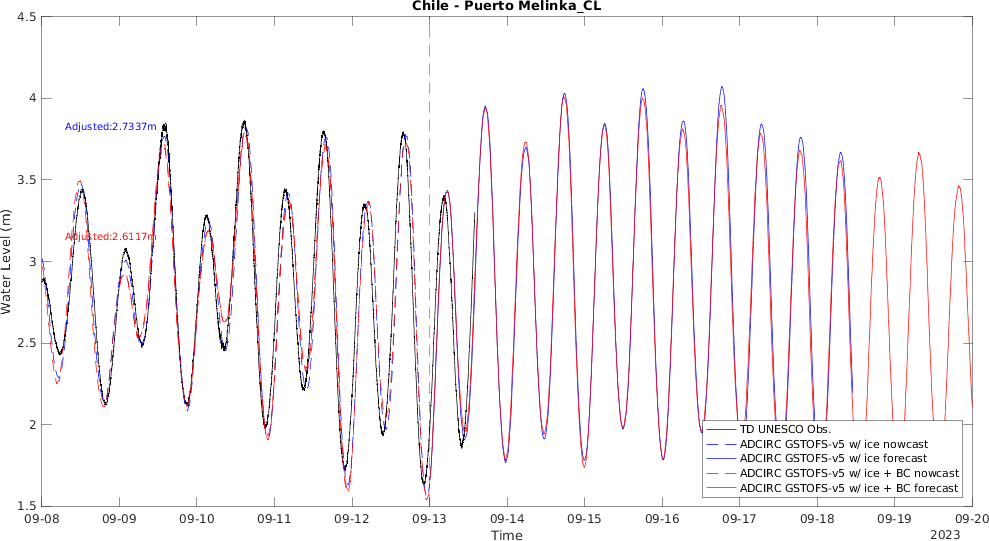 Chile - Puerto Melinka_CL
4.5
4
3.5
3
2.5
2
1.5
Water Level (m)
Adjusted:2.7337m
Adjusted:2.6117m
TD UNESCO Obs.
ADCIRC GSTOFS-v5 w/ ice nowcast
ADCIRC GSTOFS-v5 w/ ice forecast
ADCIRC GSTOFS-v5 w/ ice + BC nowcast
ADCIRC GSTOFS-v5 w/ ice + BC forecast
09-08 09-09 09-10 09-11 09-12 09-13 09-14 09-15 09-16 09-17 09-18 09-19 09-20
Time
2023